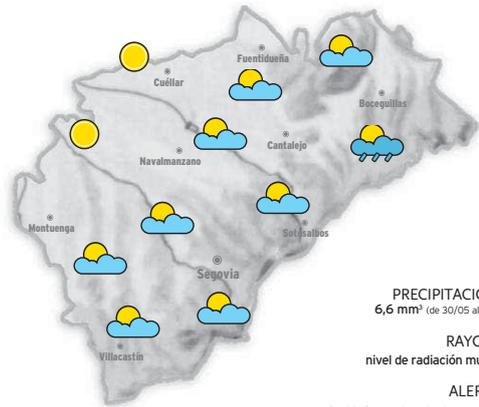 Fuentidueña
Cuéllar
Boceguillas
Cantalejo
Navalmanzano
Montuenga
Sotosalbos
Segovia
PRECIPITACIO
6,6 mm³ (de 30/05 al
RAYO
nivel de radiación mu
ALER
Villacastín